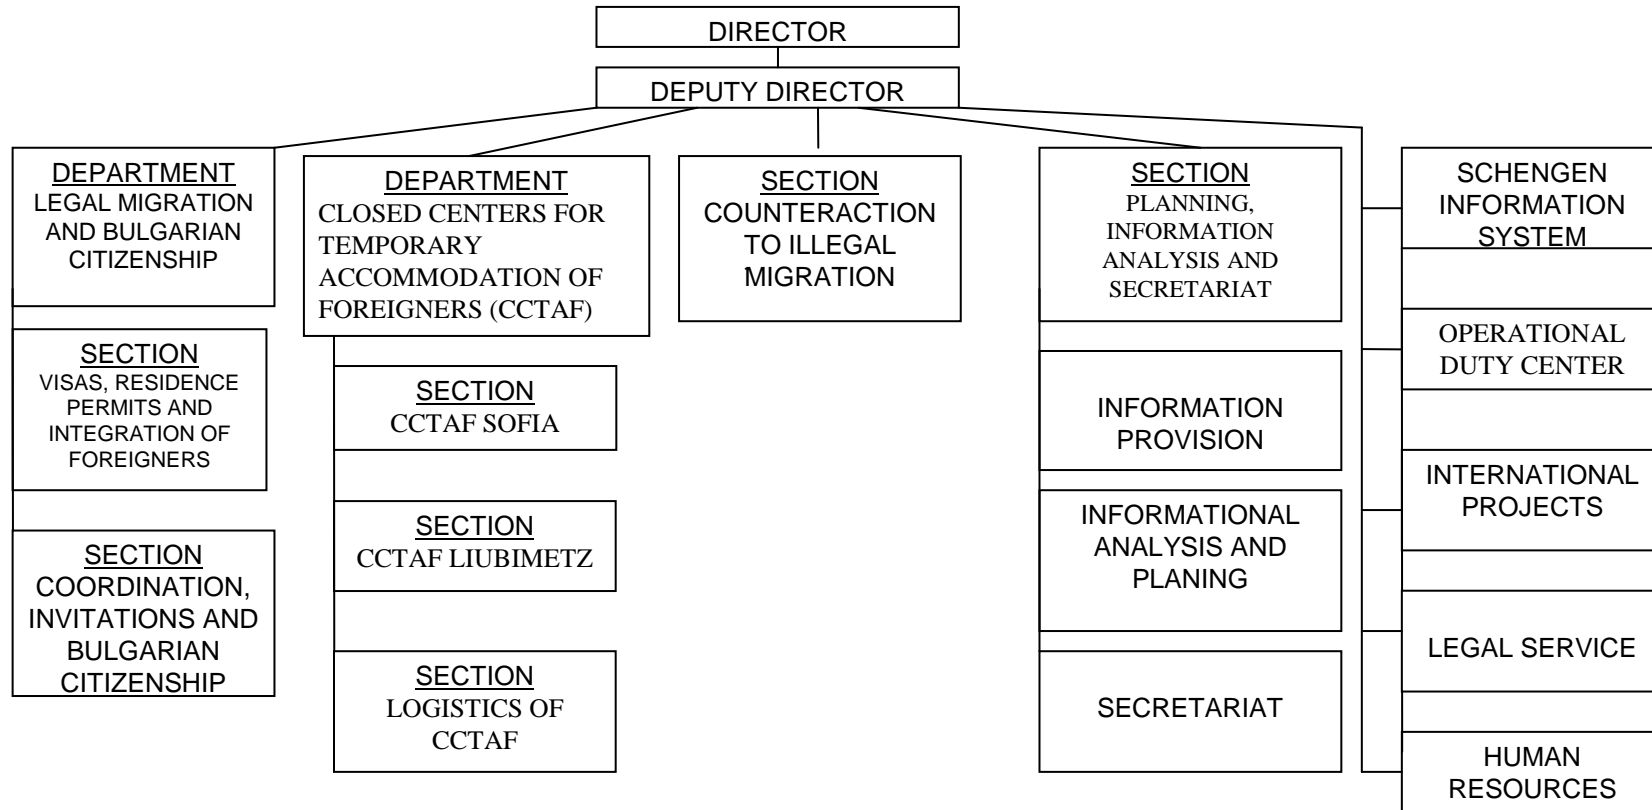 DIRECTOR
DEPUTY DIRECTOR
DEPARTMENT
LEGAL MIGRATION
AND BULGARIAN
CITIZENSHIP
SECTION
VISAS, RESIDENCE
PERMITS AND
INTEGRATION OF
FOREIGNERS
SECTION
COORDINATION,
INVITATIONS AND
BULGARIAN
CITIZENSHIP
DEPARTMENT
CLOSED CENTERS FOR
TEMPORARY
ACCOMMODATION OF
FOREIGNERS (CCTAF)
SECTION
CCTAF SOFIA
SECTION
CCTAF LIUBIMETZ
SECTION
LOGISTICS OF
CCTAF
SECTION
COUNTERACTION
TO ILLEGAL
MIGRATION
SECTION
PLANNING,
INFORMATION
ANALYSIS AND
SECRETARIAT
INFORMATION
PROVISION
INFORMATIONAL
ANALYSIS AND
PLANING
SECRETARIAT
SCHENGEN
INFORMATION
SYSTEM
OPERATIONAL
DUTY CENTER
INTERNATIONAL
PROJECTS
LEGAL SERVICE
HUMAN
RESOURCES